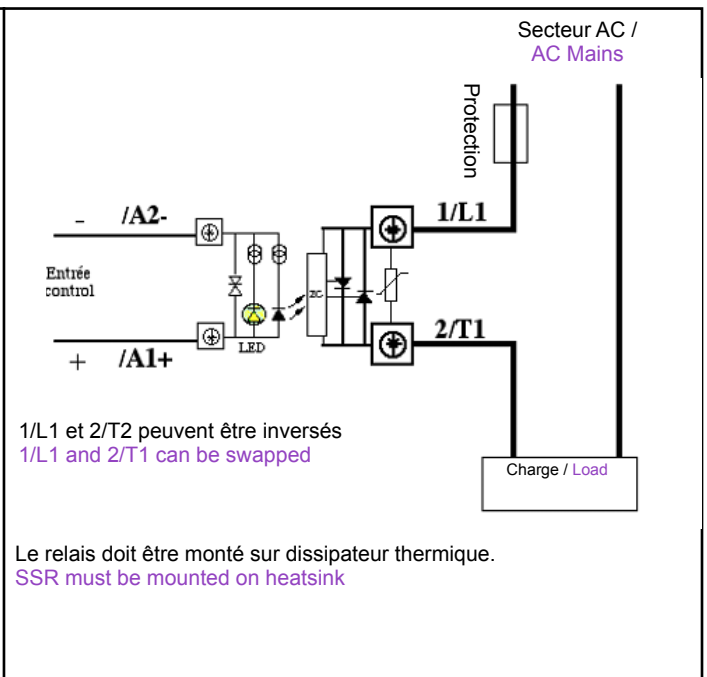 Secteur AC /
AC Mains
Protection
- /A2-
1/L1
Entrée
control
ZC
+ /A1+
LED
2/T1
1/L1 et 2/T2 peuvent être inversés
1/L1 and 2/T1 can be swapped
Charge / Load
Le relais doit être monté sur dissipateur thermique.
SSR must be mounted on heatsink